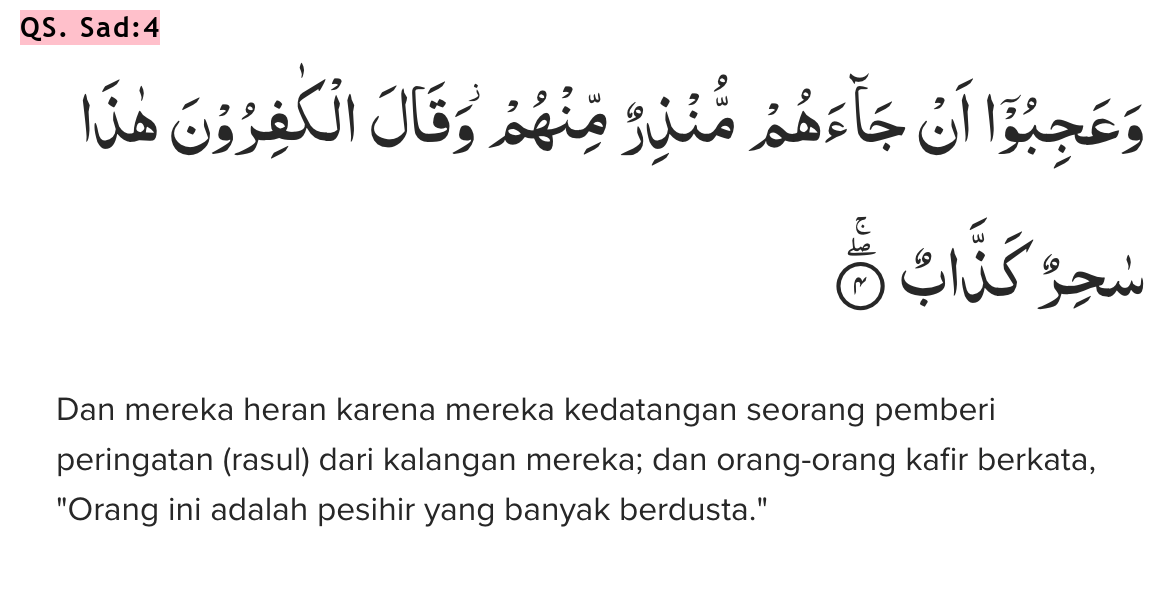 QS. Sad:4
وَعَجِبُوْٓا اَنْ جَاۤءَهُمْ مُّنْذِرٌ مِّنْهُمْ ۖوَقَالَ الْكٰفِرُوْنَ هٰذَا
سٰحِرٌ كَذَّابٌ ۖۚ ٤
Dan mereka heran karena mereka kedatangan seorang pemberi
peringatan (rasul) dari kalangan mereka; dan orang-orang kafir berkata,
"Orang ini adalah pesihir yang banyak berdusta."